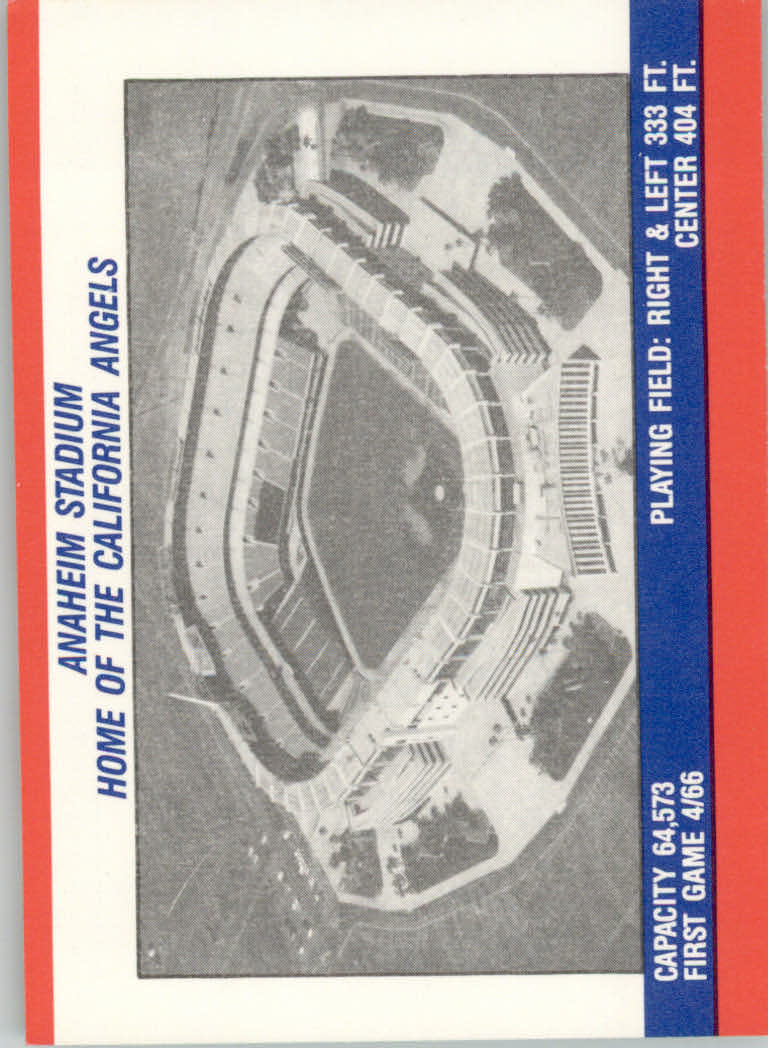 ANAHEIM STADIUM
HOME OF THE CALIFORNIA ANGELS
CAPACITY 64,573
FIRST GAME 4/66
PLAYING FIELD: RIGHT & LEFT 333 FT.
CENTER 404 FT.